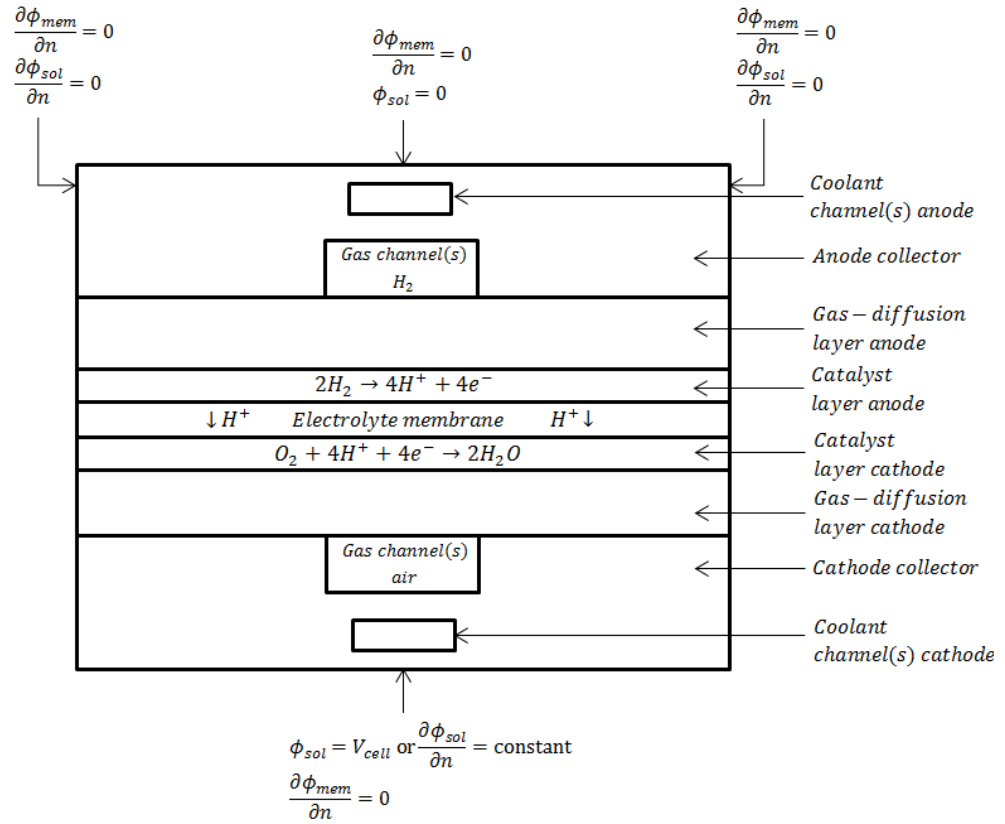 ∂ϕ_mem/∂n = 0
∂ϕ_sol/∂n = 0
∂ϕ_mem/∂n = 0
ϕ_sol = 0
∂ϕ_mem/∂n = 0
∂ϕ_sol/∂n = 0
Coolant
channel(s) anode
Gas channel(s)
H₂
Anode collector
Gas − diffusion
layer anode
2H₂ → 4H⁺ + 4e⁻
Catalyst
layer anode
↓ H⁺ Electrolyte membrane H⁺ ↓
O₂ + 4H⁺ + 4e⁻ → 2H₂O
Catalyst
layer cathode
Gas − diffusion
layer cathode
Gas channel(s)
air
Cathode collector
Coolant
channel(s) cathode
ϕ_sol = V_cell or ∂ϕ_sol/∂n = constant
∂ϕ_mem/∂n = 0